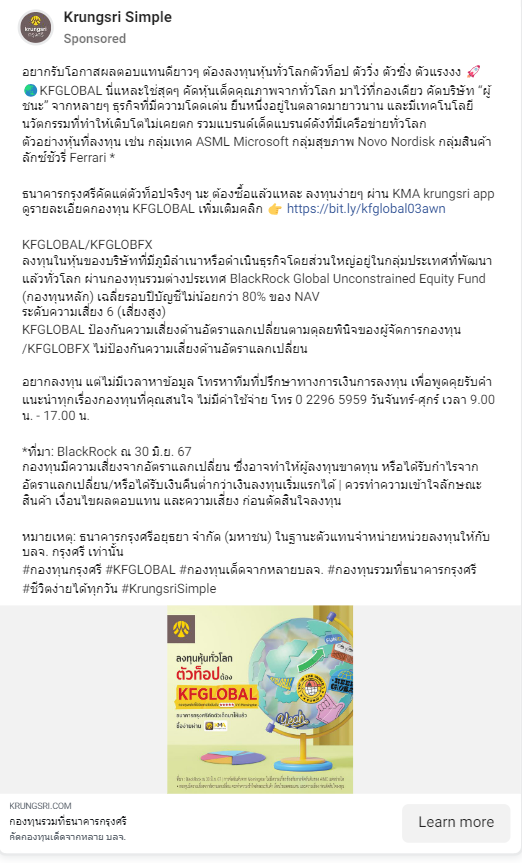 Krungsri Simple
Sponsored
krungsri
กรุงศรี
อยากรับโอกาสผลตอบแทนดียาวๆ ต้องลงทุนหุ้นทั่วโลกตัวท็อป ตัววิ่ง ตัวซิ่ง ตัวแรงงง 🚀
🌏KFGLOBAL นี่แหละใช่สุดๆ คัดหุ้นเด็ดคุณภาพจากทั่วโลก มาไว้ที่กองเดียว คัดบริษัท "ผู้
ชนะ" จากหลายๆ ธุรกิจที่มีความโดดเด่น ยืนหนึ่งอยู่ในตลาดมายาวนาน และมีเทคโนโลยี
นวัตกรรมที่ทำให้เติบโตไม่เคยตก รวมแบรนด์เด็ดแบรนด์ดังที่มีเครือข่ายทั่วโลก
ตัวอย่างหุ้นที่ลงทุน เช่น กลุ่มเทค ASML Microsoft กลุ่มสุขภาพ Novo Nordisk กลุ่มสินค้า
ลักซ์ชัวรี่ Ferrari *
ธนาคารกรุงศรีคัดแต่ตัวท็อปจริงๆ นะ ต้องซื้อแล้วแหละ ลงทุนง่ายๆ ผ่าน KMA krungsri app
ดูรายละเอียดกองทุน KFGLOBAL เพิ่มเติมคลิก 👉 https://bit.ly/kfglobal03awn
KFGLOBAL/KFGLOBFX
ลงทุนในหุ้นของบริษัทที่มีภูมิลำเนาหรือดำเนินธุรกิจโดยส่วนใหญ่อยู่ในกลุ่มประเทศที่พัฒนา
แล้วทั่วโลก ผ่านกองทุนรวมต่างประเทศ BlackRock Global Unconstrained Equity Fund
(กองทุนหลัก) เฉลี่ยรอบปีบัญชีไม่น้อยกว่า 80% ของ NAV
ระดับความเสี่ยง 6 (เสี่ยงสูง)
KFGLOBAL ป้องกันความเสี่ยงด้านอัตราแลกเปลี่ยนตามดุลยพินิจของผู้จัดการกองทุน
/KFGLOBFX ไม่ป้องกันความเสี่ยงด้านอัตราแลกเปลี่ยน
อยากลงทุน แต่ไม่มีเวลาหาข้อมูล โทรหาทีมที่ปรึกษาทางการเงินการลงทุน เพื่อพูดคุยรับคำ
แนะนำทุกเรื่องกองทุนที่คุณสนใจ ไม่มีค่าใช้จ่าย โทร 0 2296 5959 วันจันทร์-ศุกร์ เวลา 9.00
น. - 17.00 น.
*ที่มา: BlackRock ณ 30 มิ.ย. 67
กองทุนมีความเสี่ยงจากอัตราแลกเปลี่ยน ซึ่งอาจทำให้ผู้ลงทุนขาดทุน หรือได้รับกำไรจาก
อัตราแลกเปลี่ยน/หรือได้รับเงินคืนต่ำกว่าเงินลงทุนเริ่มแรกได้ | ควรทำความเข้าใจลักษณะ
สินค้า เงื่อนไขผลตอบแทน และความเสี่ยง ก่อนตัดสินใจลงทุน
หมายเหตุ: ธนาคารกรุงศรีอยุธยา จำกัด (มหาชน) ในฐานะตัวแทนจำหน่ายหน่วยลงทุนให้กับ
บลจ. กรุงศรี เท่านั้น
#กองทุนกรุงศรี #KFGLOBAL #กองทุนเด็ดจากหลายบลจ. #กองทุนรวมที่ธนาคารกรุงศรี
#ชีวิตง่ายได้ทุกวัน #KrungsriSimple
ลงทุนหุ้นทั่วโลก
ตัวท็อปต้อง
KFGLOBAL
ซื้อง่ายผ่าน
KRUNGSRI.COM
กองทุนรวมที่ธนาคารกรุงศรี
คัดกองทุนเด็ดจากหลาย บลจ.
Learn more